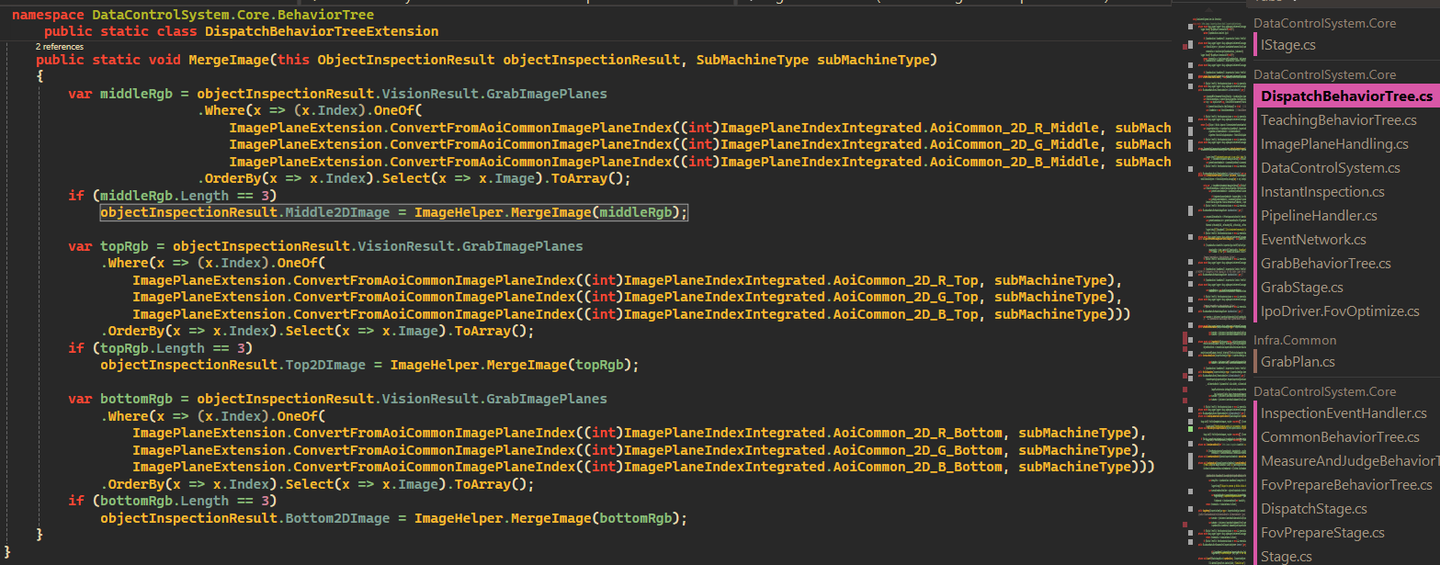 namespace DataControlSystem.Core.BehaviorTree
public static class DispatchBehaviorTreeExtension
2 references
public static void MergeImage(this ObjectInspectionResult objectInspectionResult, SubMachineType subMachineType)
{
var middleRgb = objectInspectionResult.VisionResult.GrabImagePlanes
.Where(x => (x.Index).OneOf(
ImagePlaneExtension.ConvertFromAoiCommonImagePlaneIndex((int)ImagePlaneIndexIntegrated.AoiCommon_2D_R_Middle, subMach
ImagePlaneExtension.ConvertFromAoiCommonImagePlaneIndex((int)ImagePlaneIndexIntegrated.AoiCommon_2D_G_Middle, subMach
ImagePlaneExtension.ConvertFromAoiCommonImagePlaneIndex((int)ImagePlaneIndexIntegrated.AoiCommon_2D_B_Middle, subMach
.OrderBy(x => x.Index).Select(x => x.Image).ToArray();
if (middleRgb.Length == 3)
objectInspectionResult.Middle2DImage = ImageHelper.MergeImage(middleRgb);
var topRgb = objectInspectionResult.VisionResult.GrabImagePlanes
.Where(x => (x.Index).OneOf(
ImagePlaneExtension.ConvertFromAoiCommonImagePlaneIndex((int)ImagePlaneIndexIntegrated.AoiCommon_2D_R_Top, subMachineType),
ImagePlaneExtension.ConvertFromAoiCommonImagePlaneIndex((int)ImagePlaneIndexIntegrated.AoiCommon_2D_G_Top, subMachineType),
ImagePlaneExtension.ConvertFromAoiCommonImagePlaneIndex((int)ImagePlaneIndexIntegrated.AoiCommon_2D_B_Top, subMachineType)))
.OrderBy(x => x.Index).Select(x => x.Image).ToArray();
if (topRgb.Length == 3)
objectInspectionResult.Top2DImage = ImageHelper.MergeImage(topRgb);
var bottomRgb = objectInspectionResult.VisionResult.GrabImagePlanes
.Where(x => (x.Index).OneOf(
ImagePlaneExtension.ConvertFromAoiCommonImagePlaneIndex((int)ImagePlaneIndexIntegrated.AoiCommon_2D_R_Bottom, subMachineType),
ImagePlaneExtension.ConvertFromAoiCommonImagePlaneIndex((int)ImagePlaneIndexIntegrated.AoiCommon_2D_G_Bottom, subMachineType),
ImagePlaneExtension.ConvertFromAoiCommonImagePlaneIndex((int)ImagePlaneIndexIntegrated.AoiCommon_2D_B_Bottom, subMachineType)))
.OrderBy(x => x.Index).Select(x => x.Image).ToArray();
if (bottomRgb.Length == 3)
objectInspectionResult.Bottom2DImage = ImageHelper.MergeImage(bottomRgb);
}
}
DataControlSystem.Core
IStage.cs
DataControlSystem.Core
DispatchBehaviorTree.cs
TeachingBehaviorTree.cs
ImagePlaneHandling.cs
DataControlSystem.cs
InstantInspection.cs
PipelineHandler.cs
EventNetwork.cs
GrabBehaviorTree.cs
GrabStage.cs
IpoDriver.FovOptimize.cs
Infra.Common
GrabPlan.cs
DataControlSystem.Core
InspectionEventHandler.cs
CommonBehaviorTree.cs
MeasureAndJudgeBehaviorT
FovPrepareBehaviorTree.cs
DispatchStage.cs
FovPrepareStage.cs
Stage.cs